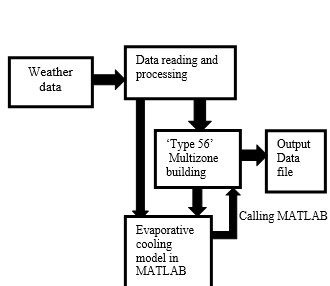 Weather
data
Data reading and
processing
‘Type 56’
Multizone
building
Output
Data
file
Calling MATLAB
Evaporative
cooling
model in
MATLAB